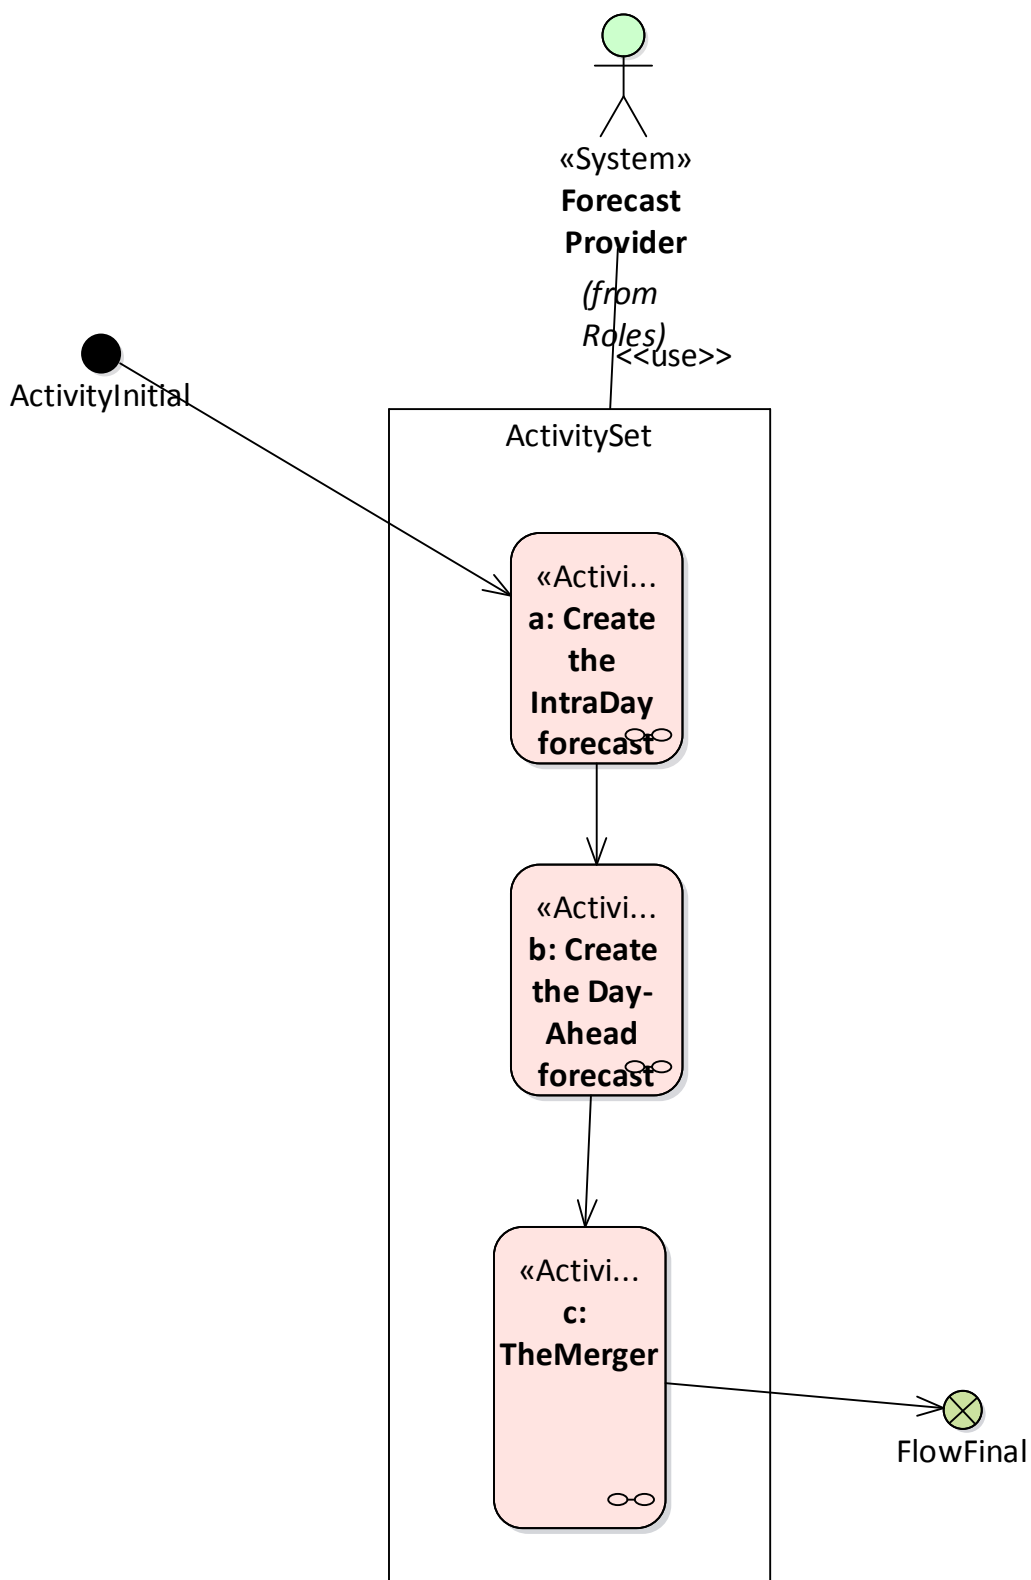 «System»
Forecast
Provider
(from
Roles)
<<use>>
ActivityInitial
ActivitySet
«Activi...
a: Create
the
IntraDay
forecast
«Activi...
b: Create
the Day-
Ahead
forecast
«Activi...
c:
TheMerger
FlowFinal